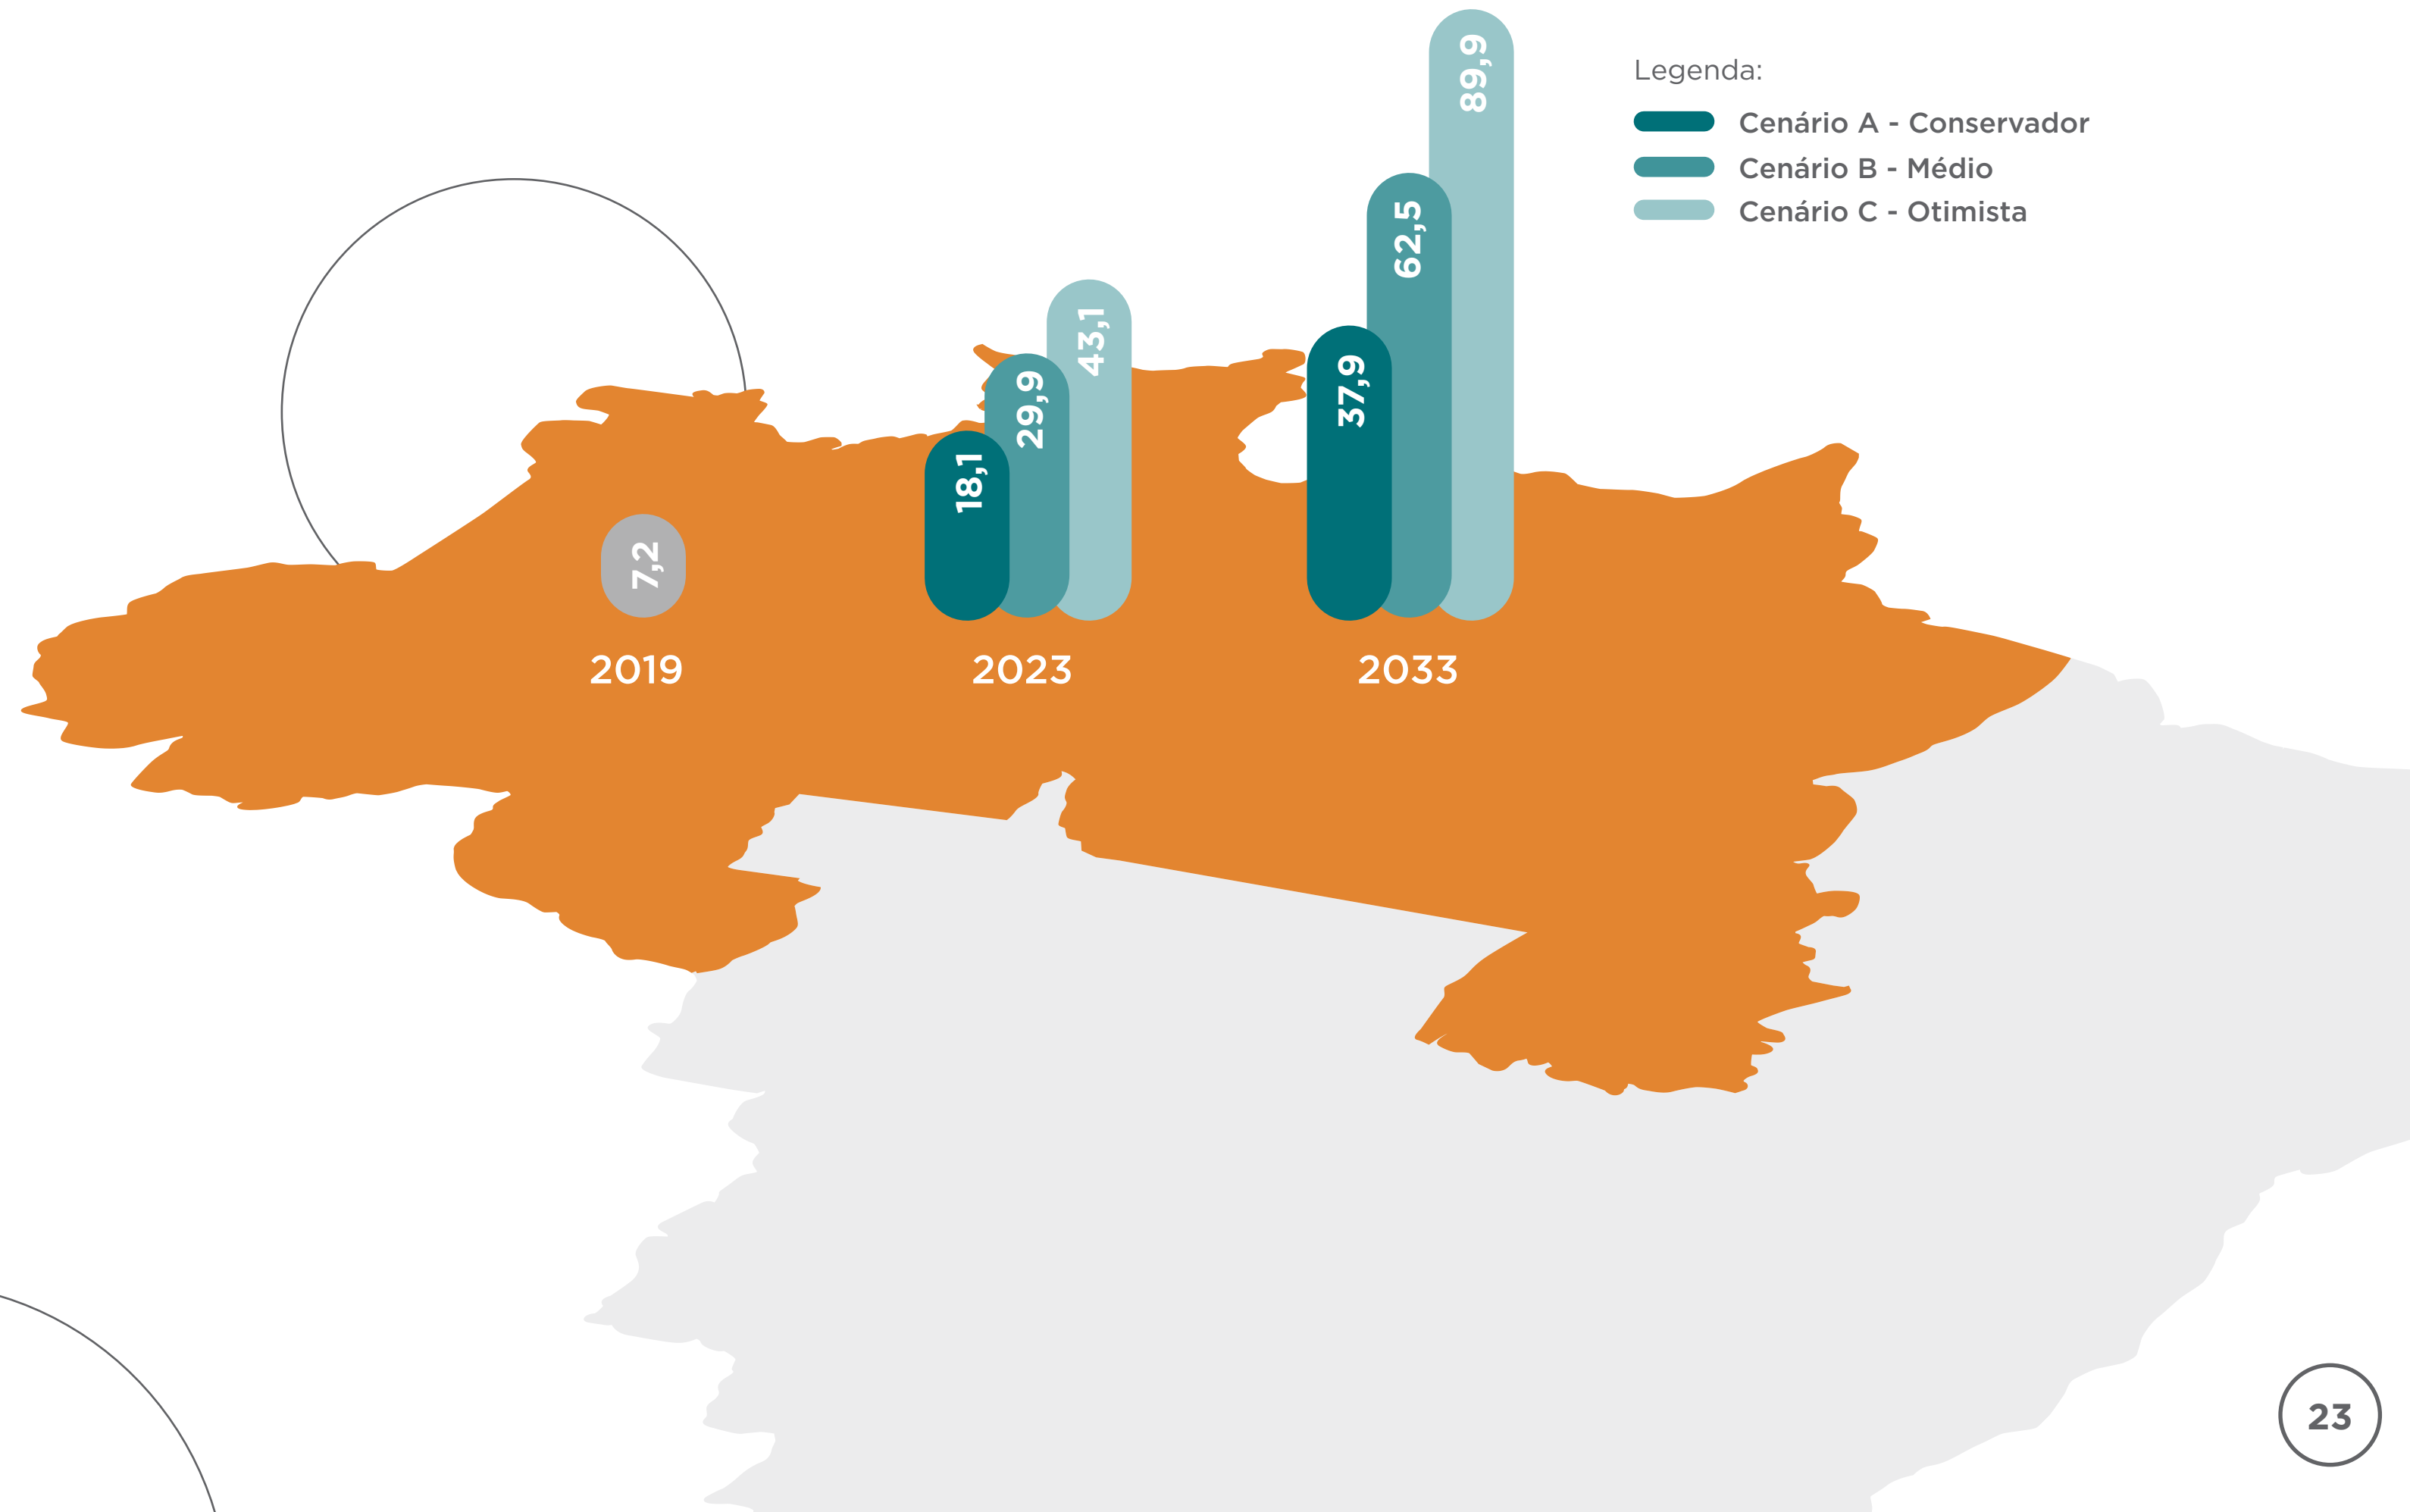 Legenda:
Cenário A - Conservador
Cenário B - Médio
Cenário C - Otimista
7,2
18,1
29,9
43,1
37,9
62,5
89,9
2019
2023
2033
23